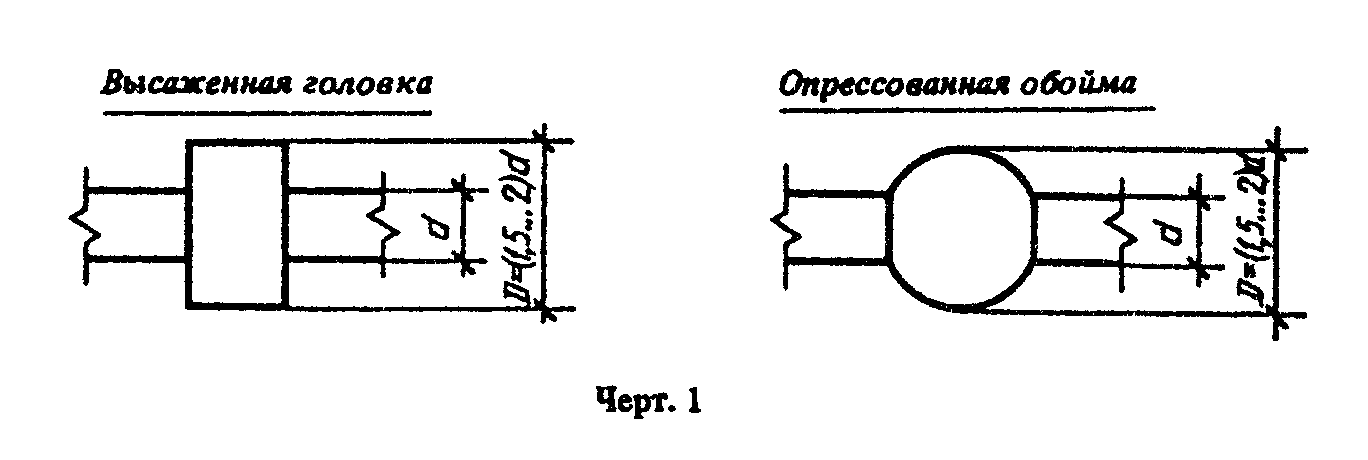 Высаженная головка
Опрессованная обойма
d
D=(1,5... 2)d
d
D=(1,5... 2)d
Черт. 1